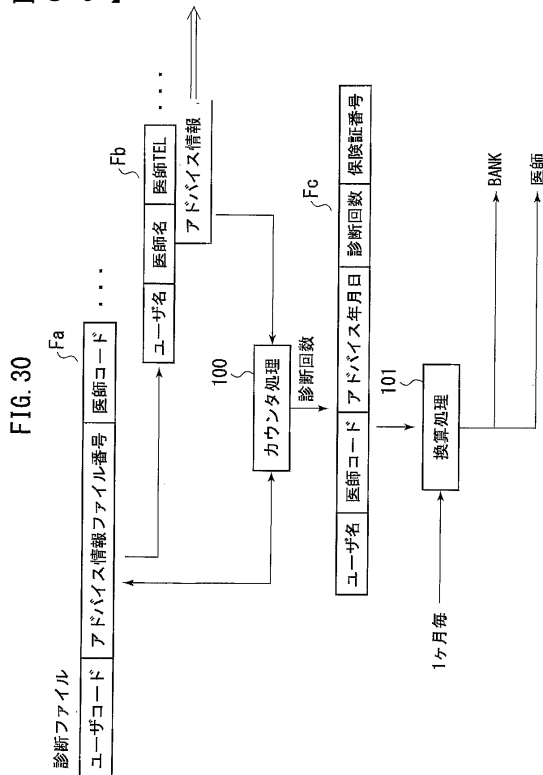 FIG. 30
診断ファイル
Fa
ユーザコード アドバイス情報ファイル番号 医師コード ・・・
Fb
ユーザ名 医師名 医師TEL ・・・
アドバイス情報
100
カウンタ処理
診断回数
Fc
ユーザ名 医師コード アドバイス年月日 診断回数 保険証番号
1ヶ月毎
101
換算処理
BANK
医師